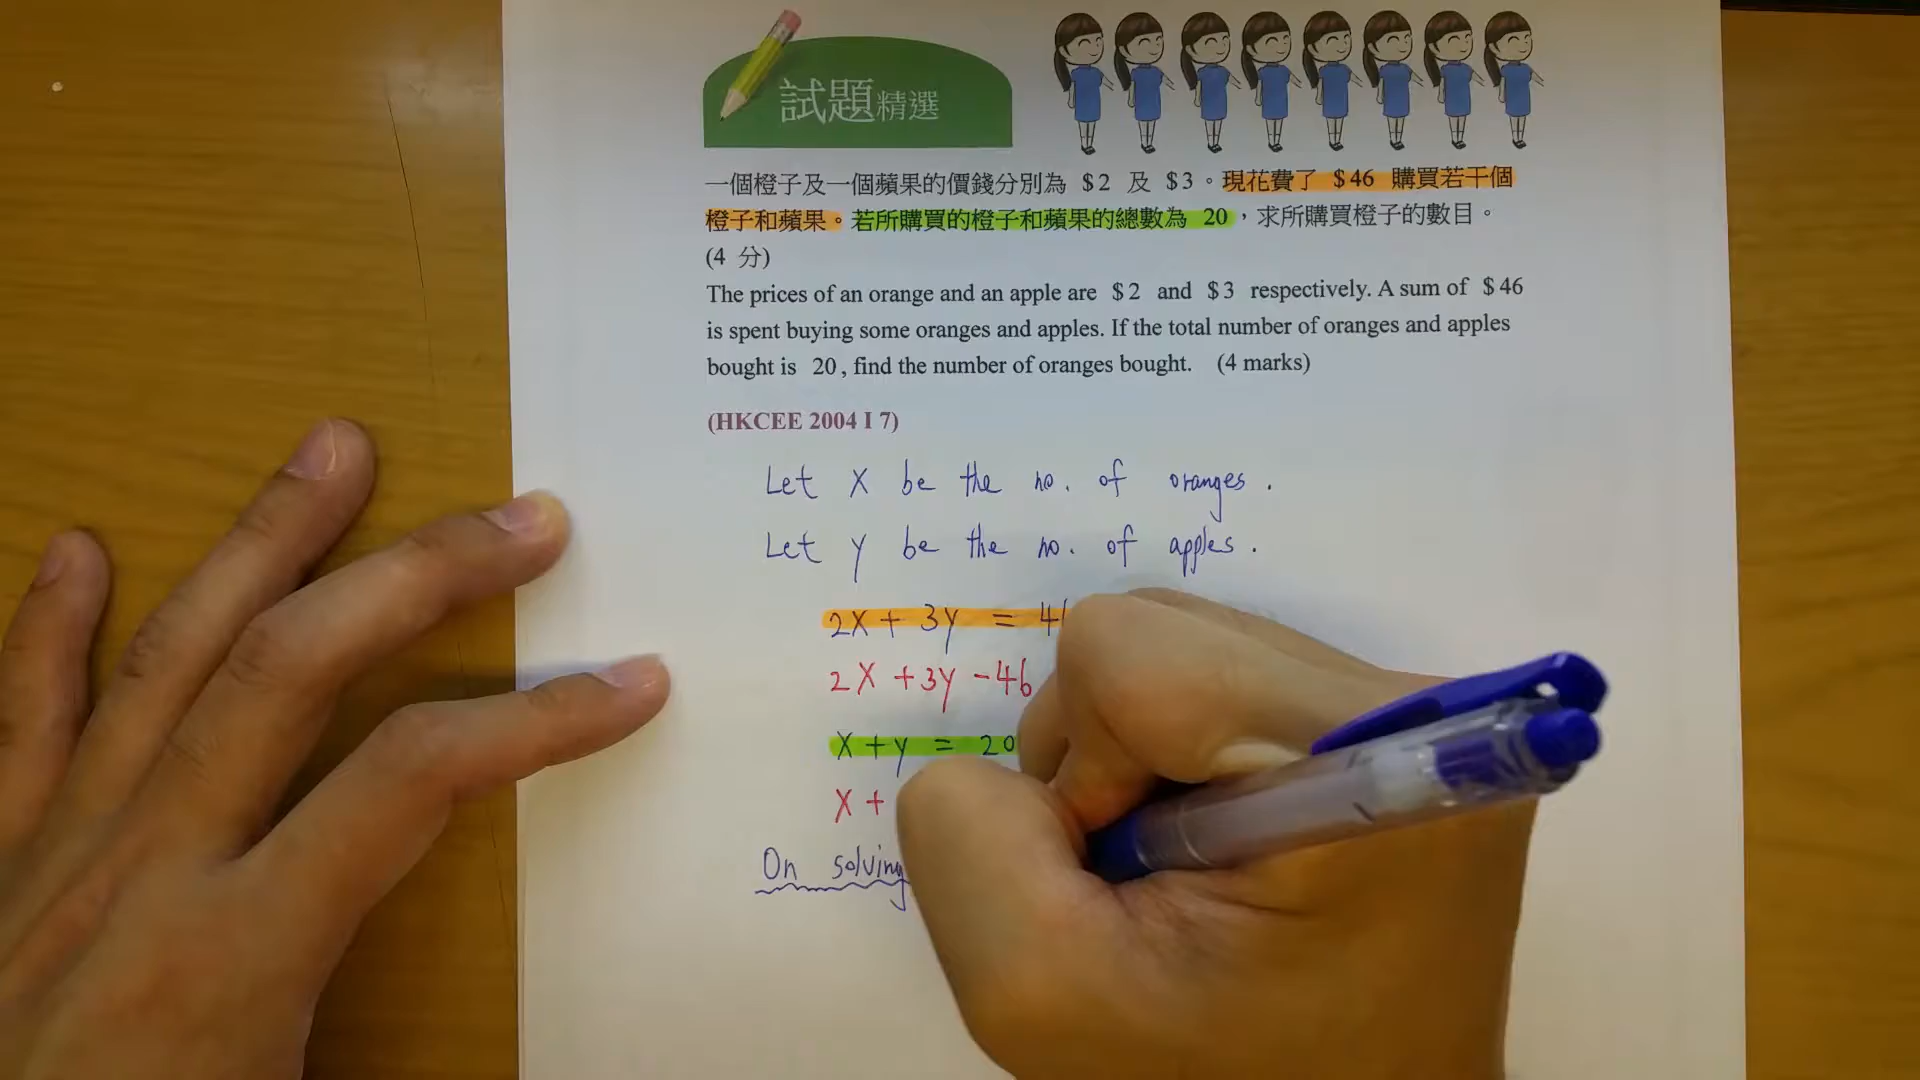 試題精選
一個橙子及一個蘋果的價錢分別為 $2 及 $3。現花費了 $46 購買若干個
橙子和蘋果。若所購買的橙子和蘋果的總數為 20，求所購買橙子的數目。
(4 分)
The prices of an orange and an apple are $2 and $3 respectively. A sum of $46
is spent buying some oranges and apples. If the total number of oranges and apples
bought is 20, find the number of oranges bought. (4 marks)
(HKCEE 2004 I 7)
Let x be the no. of oranges.
Let y be the no. of apples.
2x + 3y = 4
2x + 3y - 46
x + y = 20
x +
On solving